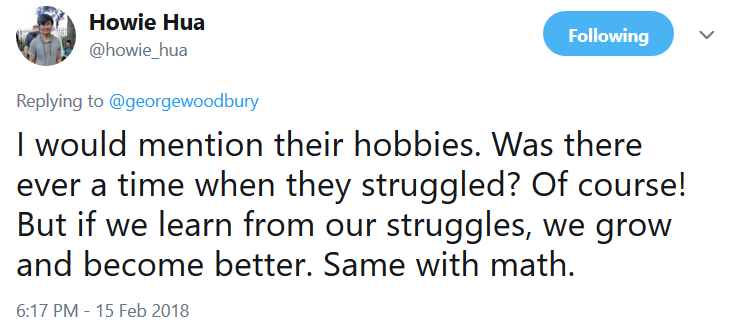 Howie Hua
@howie_hua
Following
Replying to @georgewoodbury
I would mention their hobbies. Was there
ever a time when they struggled? Of course!
But if we learn from our struggles, we grow
and become better. Same with math.
6:17 PM - 15 Feb 2018